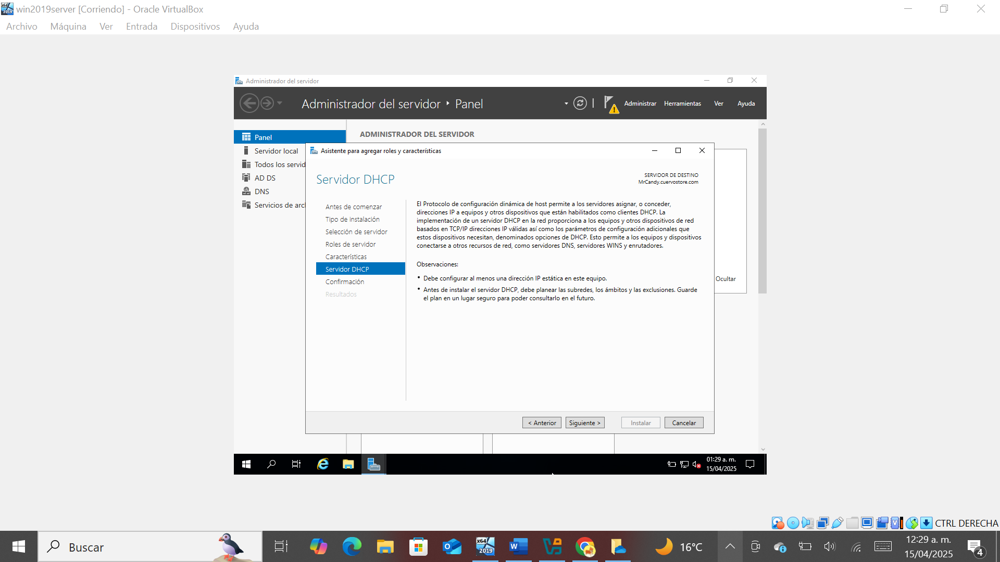 win2019server [Corriendo] - Oracle VirtualBox
Archivo Máquina Ver Entrada Dispositivos Ayuda
Administrador del servidor
Administrador del servidor ‣ Panel
Administrar Herramientas Ver Ayuda
Panel
Servidor local
Todos los servid
AD DS
DNS
Servicios de arc
ADMINISTRADOR DEL SERVIDOR
Asistente para agregar roles y características
Servidor DHCP
SERVIDOR DE DESTINO
MrCandy.cuervostore.com
Antes de comenzar
Tipo de instalación
Selección de servidor
Roles de servidor
Características
Servidor DHCP
Confirmación
Resultados
El Protocolo de configuración dinámica de host permite a los servidores asignar, o conceder,
direcciones IP a equipos y otros dispositivos que están habilitados como clientes DHCP. La
implementación de un servidor DHCP en la red proporciona a los equipos y otros dispositivos de red
basados en TCP/IP direcciones IP válidas así como los parámetros de configuración adicionales que
estos dispositivos necesitan, denominados opciones de DHCP. Esto permite a los equipos y dispositivos
conectarse a otros recursos de red, como servidores DNS, servidores WINS y enrutadores.
Observaciones:
• Debe configurar al menos una dirección IP estática en este equipo.
• Antes de instalar el servidor DHCP, debe planear las subredes, los ámbitos y las exclusiones. Guarde
el plan en un lugar seguro para poder consultarlo en el futuro.
Ocultar
< Anterior Siguiente > Instalar Cancelar
01:29 a. m.
15/04/2025
CTRL DERECHA
Buscar
x64
2019
16°C
12:29 a. m.
15/04/2025
4